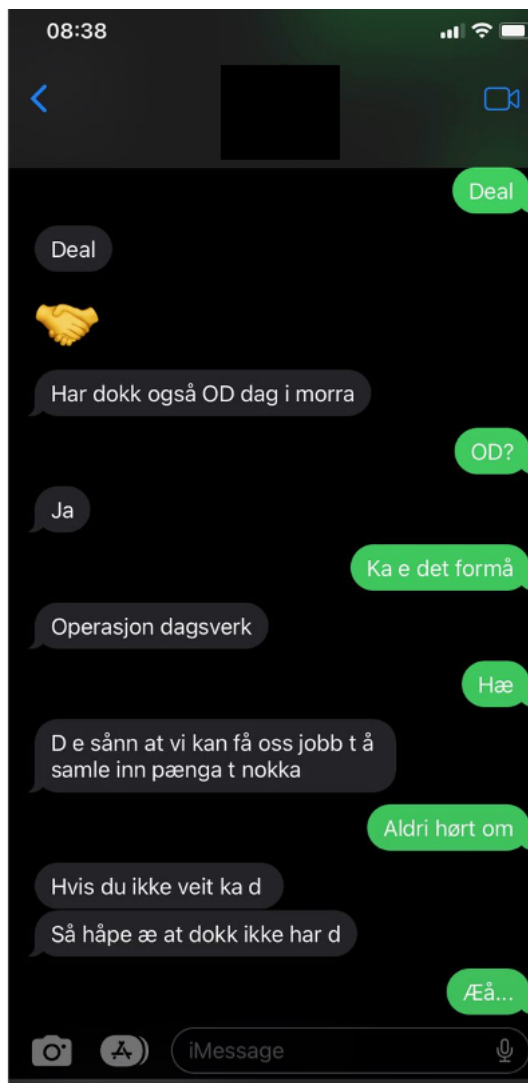 08:38
Deal
Deal
🤝
Har dokk også OD dag i morra
OD?
Ja
Ka e det formå
Operasjon dagsverk
Hæ
D e sånn at vi kan få oss jobb t å
samle inn pænga t nokka
Aldri hørt om
Hvis du ikke veit ka d
Så håpe æ at dokk ikke har d
Æå...
iMessage